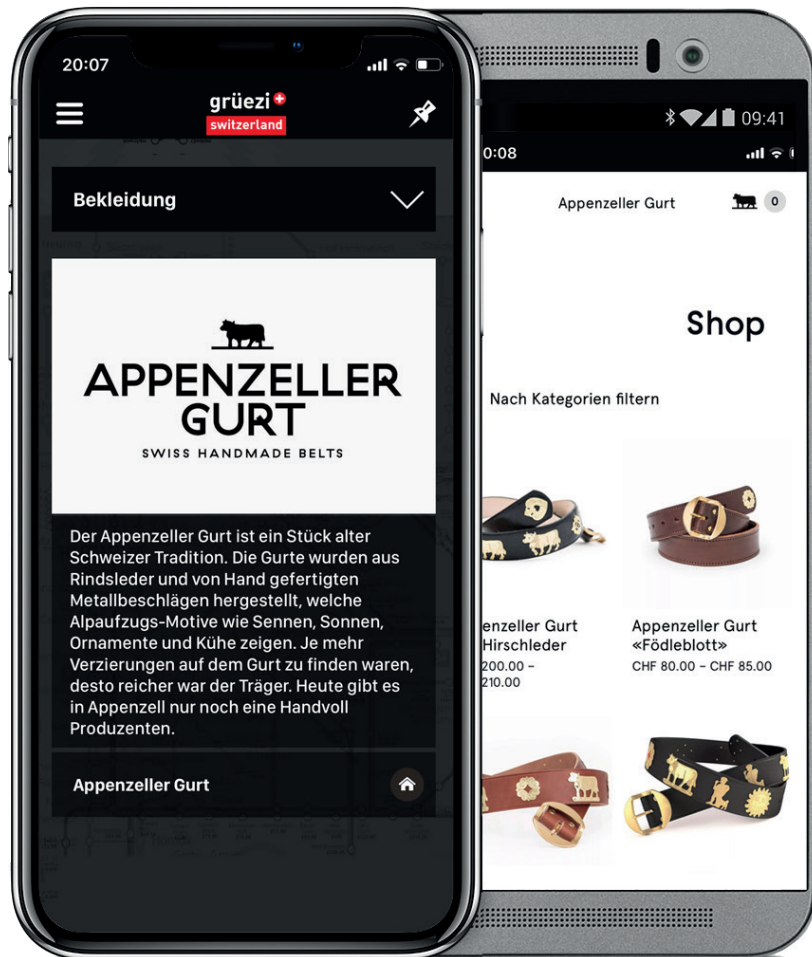 20:07
grüezi
switzerland
Bekleidung
APPENZELLER
GURT
SWISS HANDMADE BELTS
Der Appenzeller Gurt ist ein Stück alter
Schweizer Tradition. Die Gurte wurden aus
Rindsleder und von Hand gefertigten
Metallbeschlägen hergestellt, welche
Alpaufzugs-Motive wie Sennen, Sonnen,
Ornamente und Kühe zeigen. Je mehr
Verzierungen auf dem Gurt zu finden waren,
desto reicher war der Träger. Heute gibt es
in Appenzell nur noch eine Handvoll
Produzenten.
Appenzeller Gurt
09:41
0:08
Appenzeller Gurt 0
Shop
Nach Kategorien filtern
enzeller Gurt
Hirschleder
200.00 –
210.00
Appenzeller Gurt
«Födleblott»
CHF 80.00 – CHF 85.00